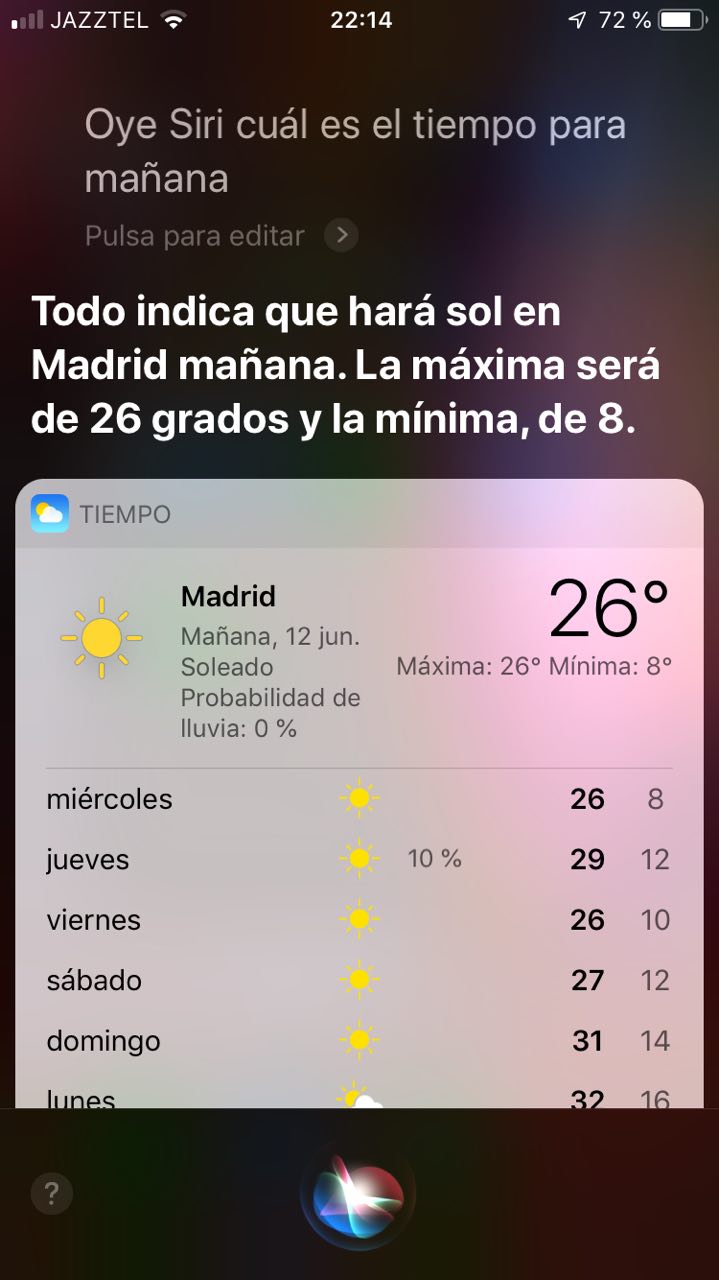 JAZZTEL 22:14 72 %
Oye Siri cuál es el tiempo para
mañana
Pulsa para editar
Todo indica que hará sol en
Madrid mañana. La máxima será
de 26 grados y la mínima, de 8.
TIEMPO
Madrid
26°
Mañana, 12 jun.
Soleado
Máxima: 26° Mínima: 8°
Probabilidad de
lluvia: 0 %
miércoles 26 8
jueves 10 % 29 12
viernes 26 10
sábado 27 12
domingo 31 14
lunes 32 16
?